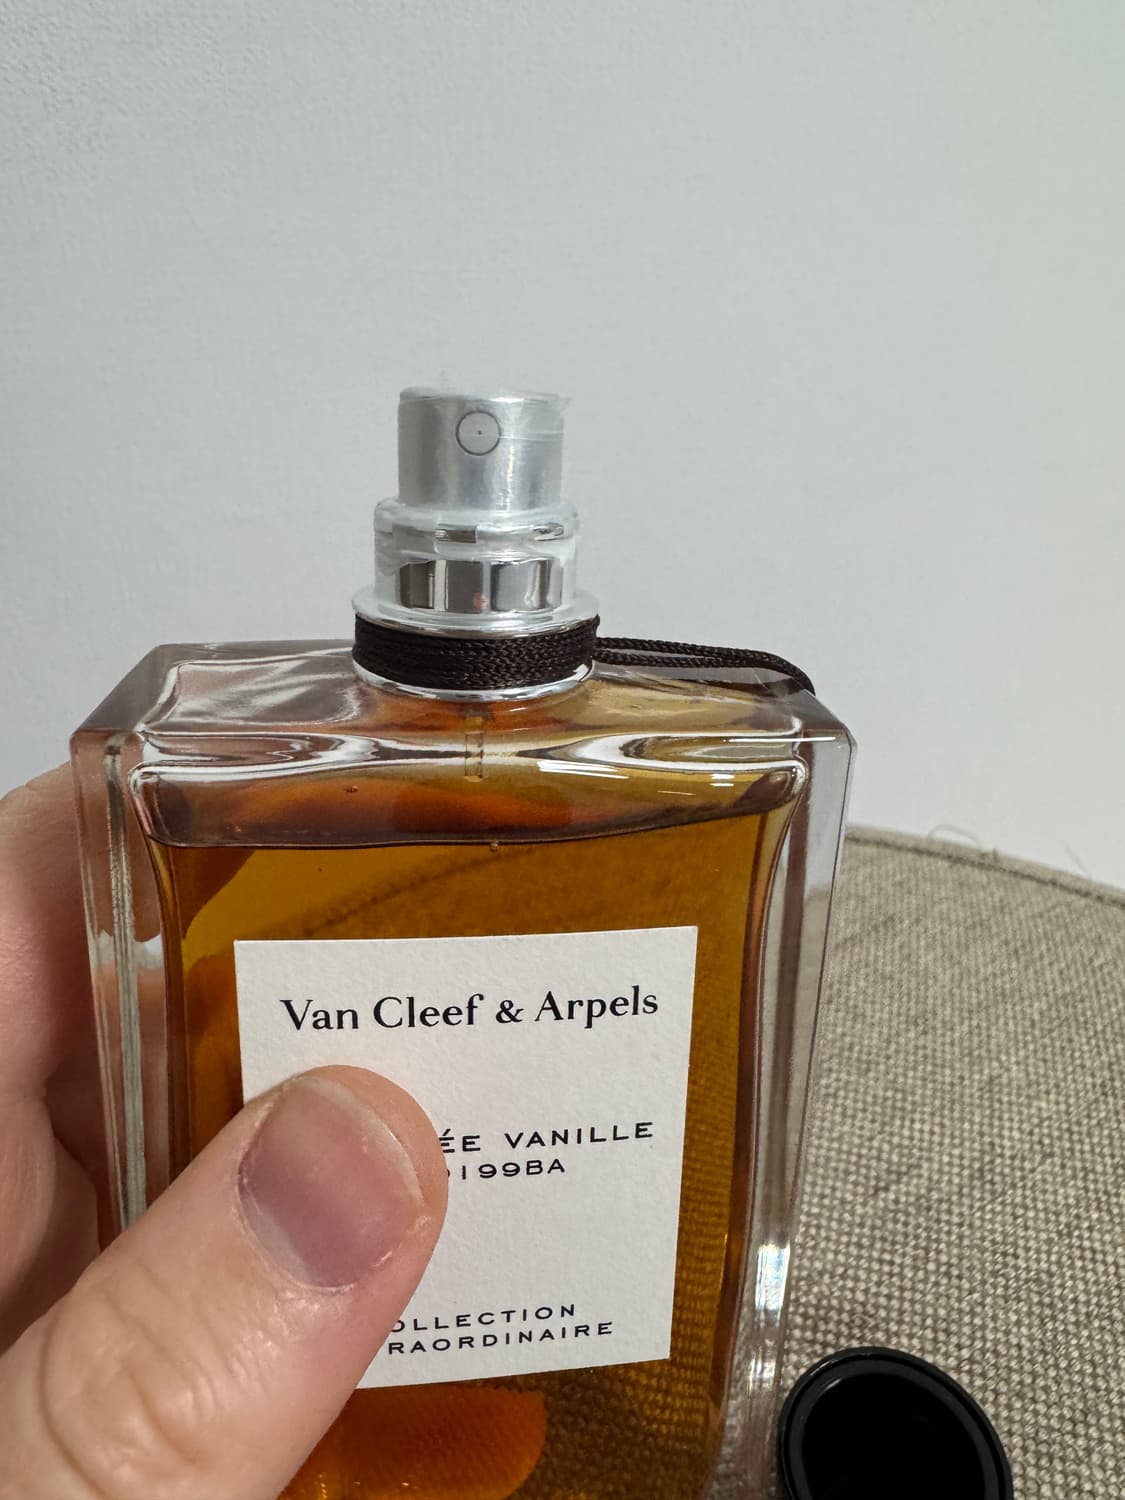 Van Cleef & Arpels
ÉE VANILLE
199BA
OLLECTION
RAORDINAIRE